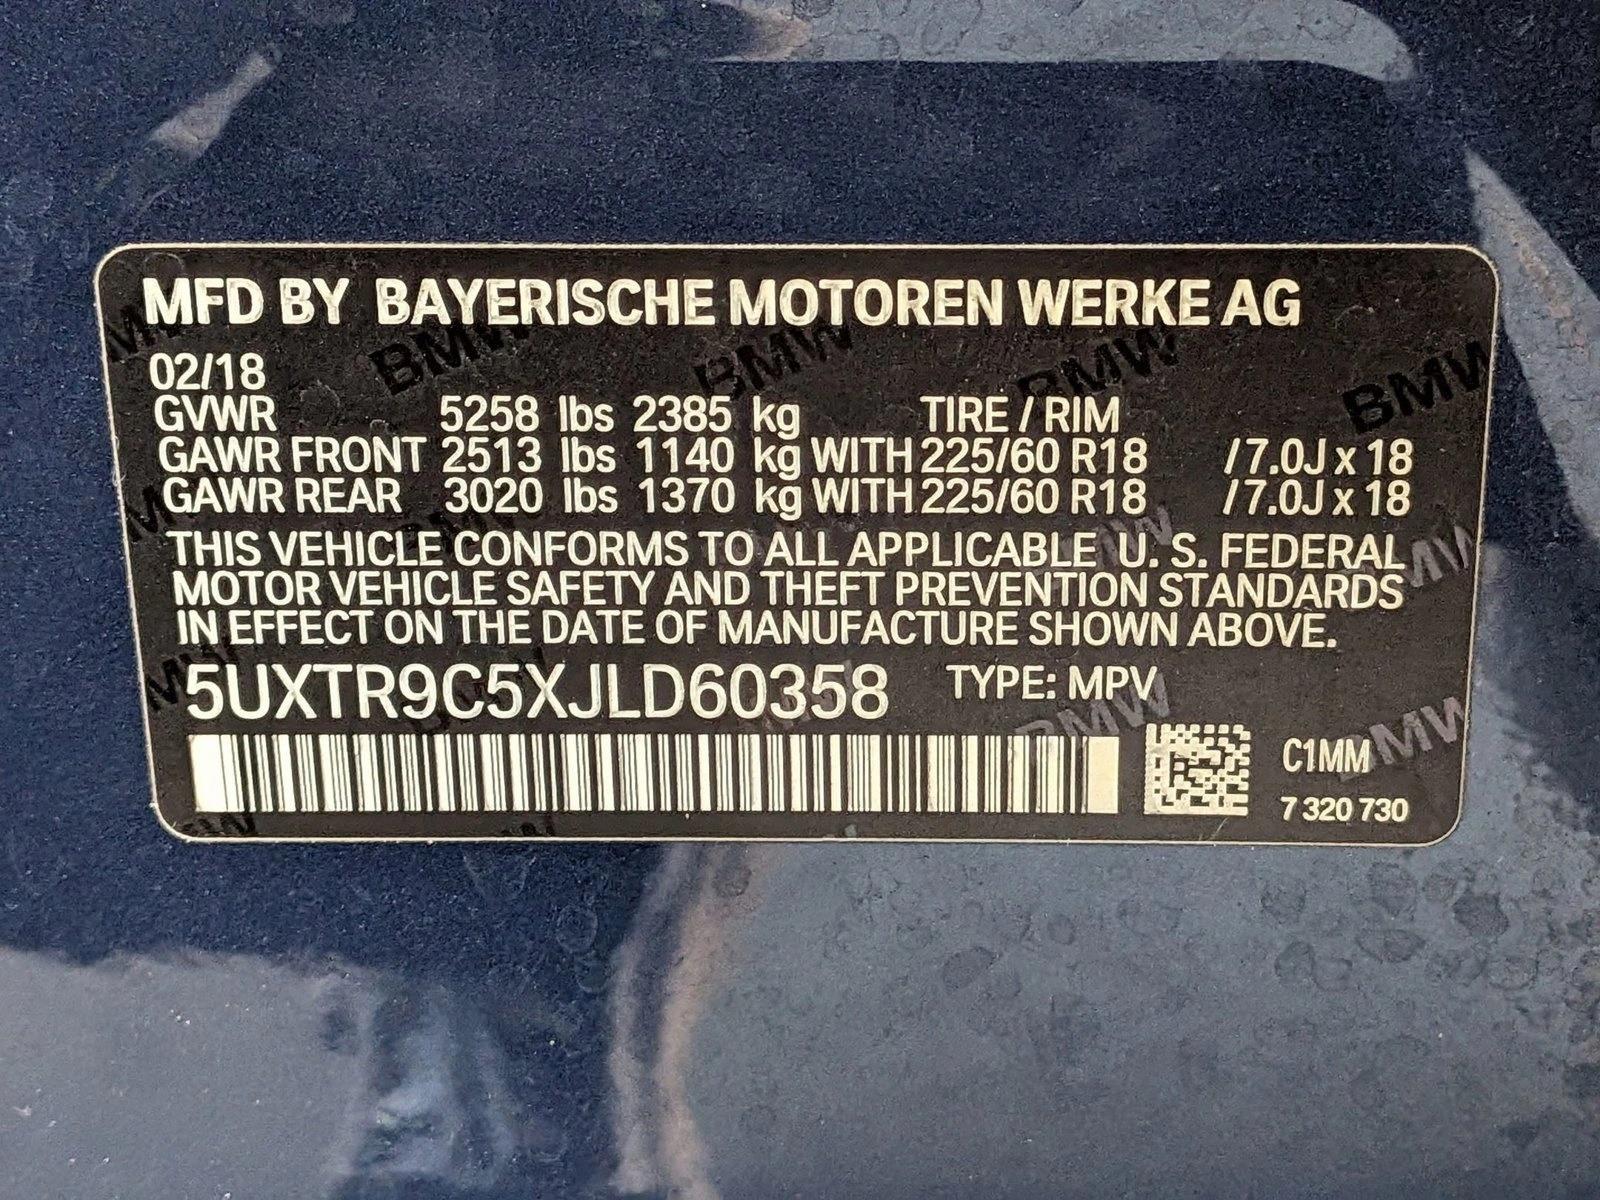 MFD BY BAYERISCHE MOTOREN WERKE AG
02/18
GVWR 5258 lbs 2385 kg TIRE / RIM
GAWR FRONT 2513 lbs 1140 kg WITH 225/60 R18 /7.0J x 18
GAWR REAR 3020 lbs 1370 kg WITH 225/60 R18 /7.0J x 18
THIS VEHICLE CONFORMS TO ALL APPLICABLE U. S. FEDERAL
MOTOR VEHICLE SAFETY AND THEFT PREVENTION STANDARDS
IN EFFECT ON THE DATE OF MANUFACTURE SHOWN ABOVE.
5UXTR9C5XJLD60358 TYPE: MPV
C1MM
7 320 730